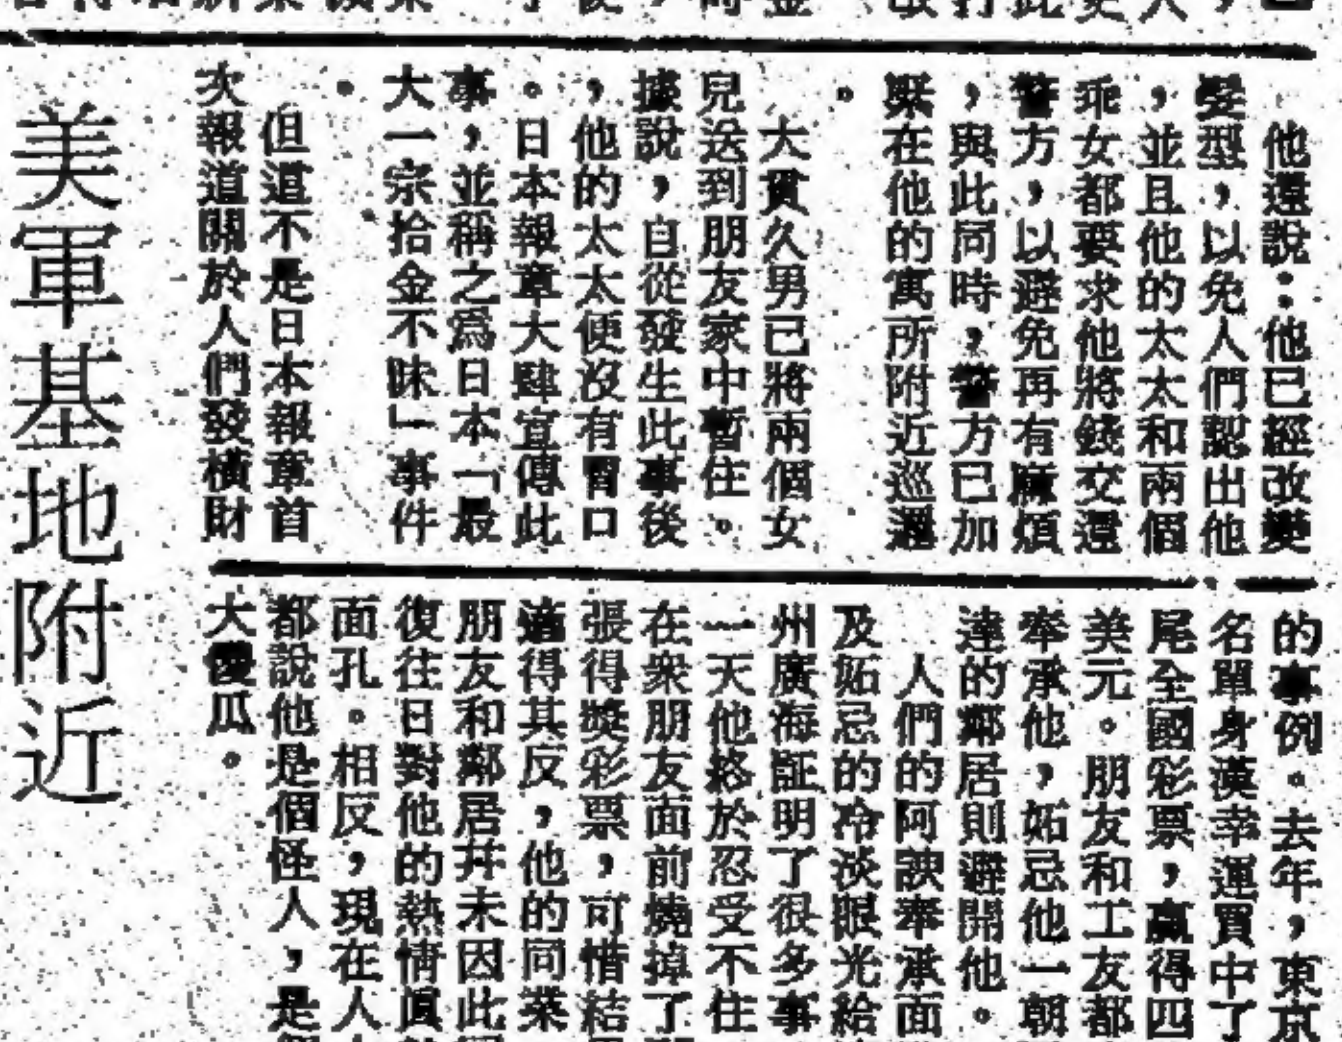 他還說：他已經改變
髮型，以免人們認出他
，並且他的太太和兩個
乖女都要求他將錢交還
警方，以避免再有麻煩
，與此同時，警方已加
緊在他的寓所附近巡邏
。
大貫久男已將兩個女
兒送到朋友家中暫住。
據說，自從發生此事後
，他的太太便沒有胃口
。日本報章大肆宣傳此
事，並稱之爲日本「最
大一宗拾金不昧」事件
。
但這不是日本報章首
次報道關於人們發橫財
的事例。去年，東京
名單身漢幸運買中了
尾全國彩票，贏得四
美元。朋友和工友都
奉承他，妬忌他一朝
達的鄰居則避開他。
人們的阿諛奉承面
及妬忌的冷淡眼光給
州廣海証明了很多事
一天他終於忍受不住
在衆朋友面前燒掉了
張得獎彩票，可惜結
適得其反，他的同業
朋友和鄰居幷未因此
復往日對他的熱情眞
面孔。相反，現在人
都說他是個怪人，是
大傻瓜。
美軍基地附近